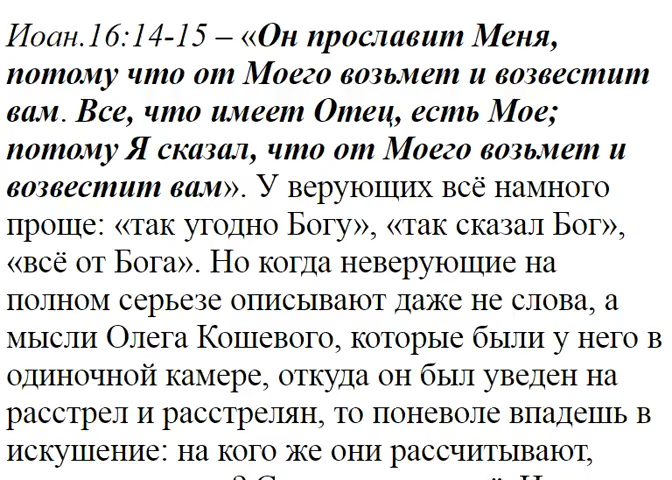 Иоан.16:14-15 – «Он прославит Меня,
потому что от Моего возьмет и возвестит
вам. Все, что имеет Отец, есть Мое;
потому Я сказал, что от Моего возьмет и
возвестит вам». У верующих всё намного
проще: «так угодно Богу», «так сказал Бог»,
«всё от Бога». Но когда неверующие на
полном серьезе описывают даже не слова, а
мысли Олега Кошевого, которые были у него в
одиночной камере, откуда он был уведен на
расстрел и расстрелян, то поневоле впадешь в
искушение: на кого же они рассчитывают,